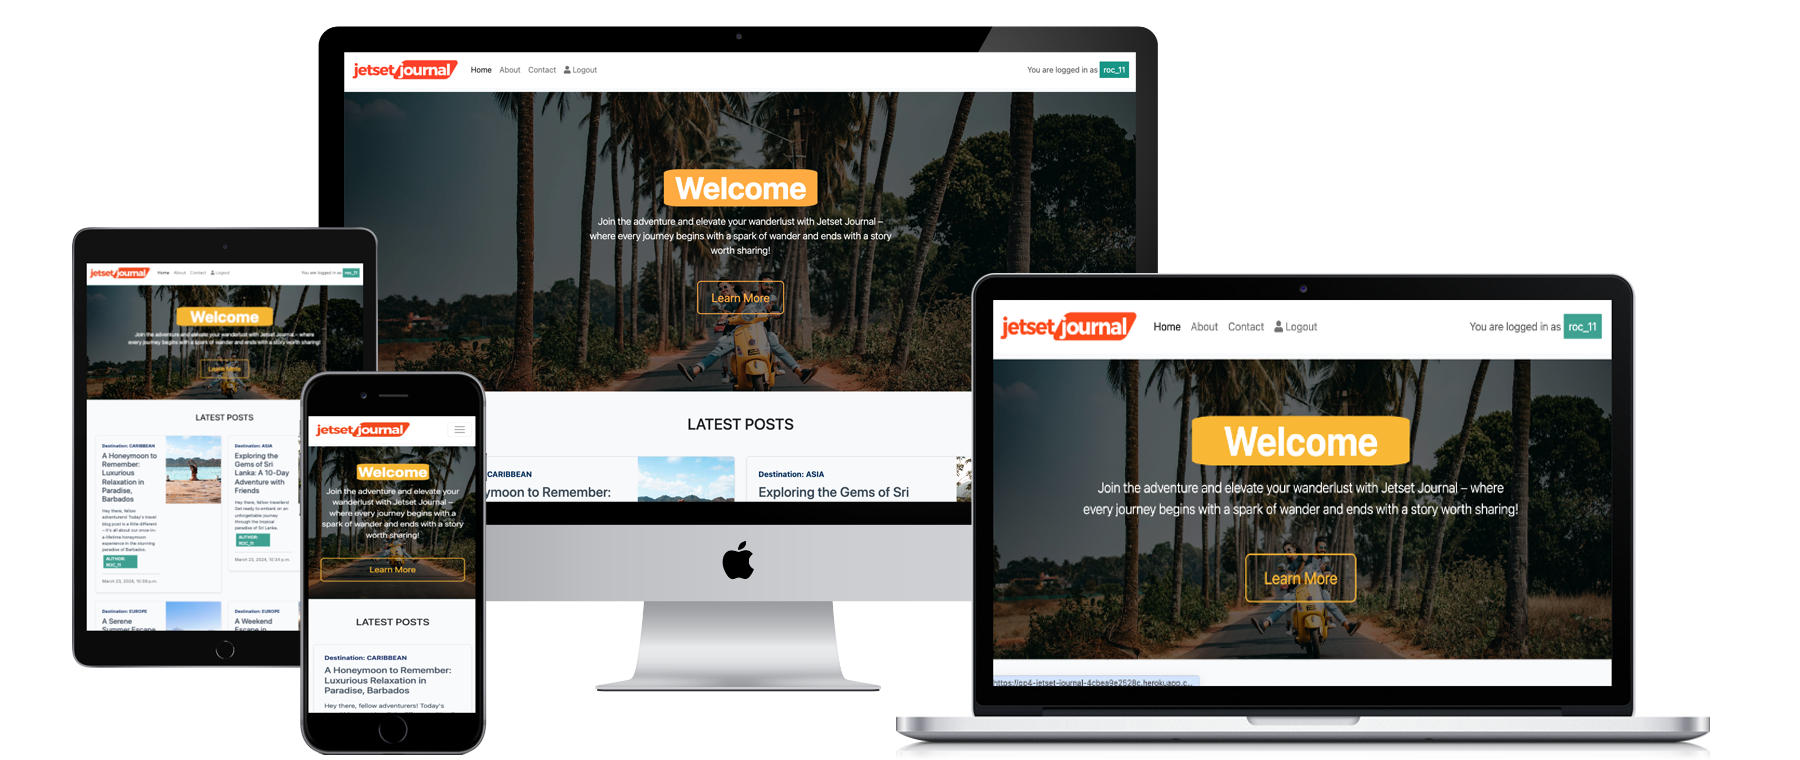 jetset/journal Home About Contact Logout You are logged in as roc_11
Welcome
Join the adventure and elevate your wanderlust with Jetset Journal –
where every journey begins with a spark of wander and ends with a story
worth sharing!
Learn More
LATEST POSTS
CARIBBEAN
ymoon to Remember:
Destination: ASIA
Exploring the Gems of Sri
jetset/journal Home About Contact Logout You are logged in as roc_11
Welcome
Join the adventure and elevate your wanderlust with Jetset Journal – where
every journey begins with a spark of wander and ends with a story worth sharing!
Learn More
LATEST POSTS
Destination: CARIBBEAN
A Honeymoon to
Remember:
Luxurious
Relaxation in
Paradise,
Barbados
Hey there, fellow
adventurers! Today's travel
blog post is a little different
– it's all about our once-in-
a-lifetime honeymoon
experience in the stunning
paradise of Barbados.
AUTHOR:
ROC_11
March 23, 2024, 10:39 p.m.
Destination: ASIA
Exploring the
Gems of Sri
Lanka: A 10-Day
Adventure with
Friends
Hey there, fellow travellers!
Get ready to embark on an
unforgettable journey
through the tropical
paradise of Sri Lanka.
AUTHOR:
ROC_11
March 23, 2024, 10:34 p.m.
Destination: EUROPE
A Serene
Summer Escape
Destination: EUROPE
A Weekend
Escape in
jetset/journal
Welcome
Join the adventure and elevate your
wanderlust with Jetset Journal –
where every journey begins with a
spark of wander and ends with a story
worth sharing!
Learn More
LATEST POSTS
Destination: CARIBBEAN
A Honeymoon to Remember:
Luxurious Relaxation in
Paradise, Barbados
Hey there, fellow adventurers! Today's
jetset/journal Home About Contact Logout You are logged in as roc_11
Welcome
Join the adventure and elevate your wanderlust with Jetset Journal – where
every journey begins with a spark of wander and ends with a story worth sharing!
Learn More
https://pp4-jetset-journal-4cbea9e2528c.herokuapp.c...